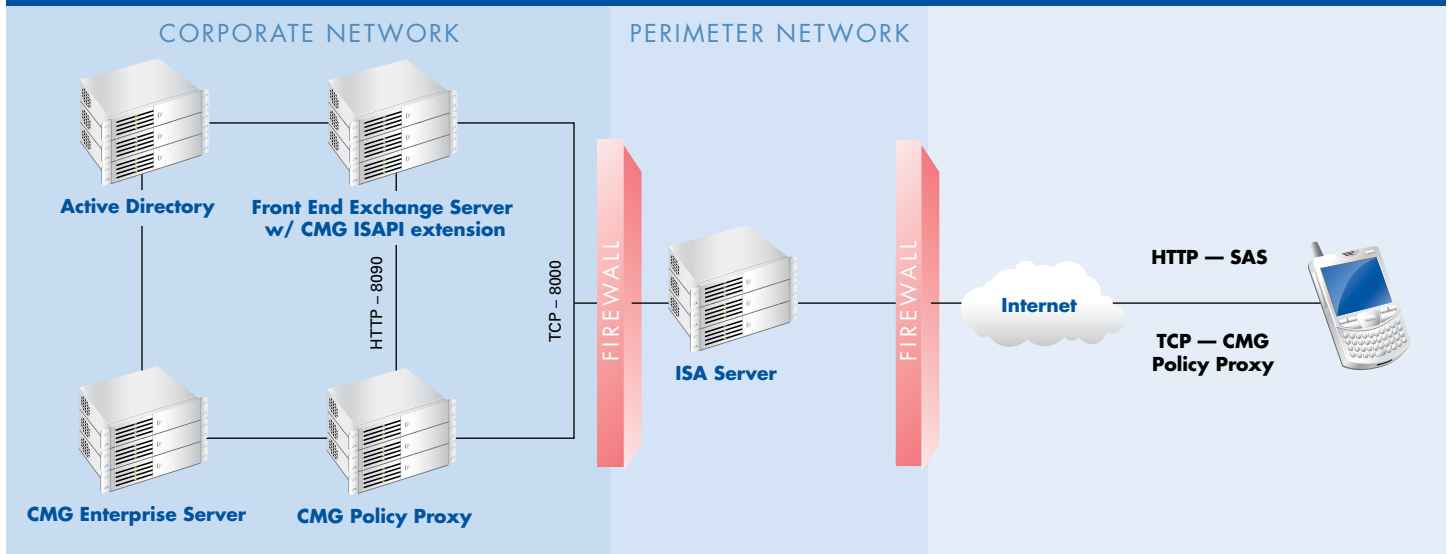 CORPORATE NETWORK
PERIMETER NETWORK
Active Directory
Front End Exchange Server
w/ CMG ISAPI extension
HTTP – 8090
TCP – 8000
FIREWALL
ISA Server
FIREWALL
Internet
HTTP — SAS
TCP — CMG
Policy Proxy
CMG Enterprise Server
CMG Policy Proxy